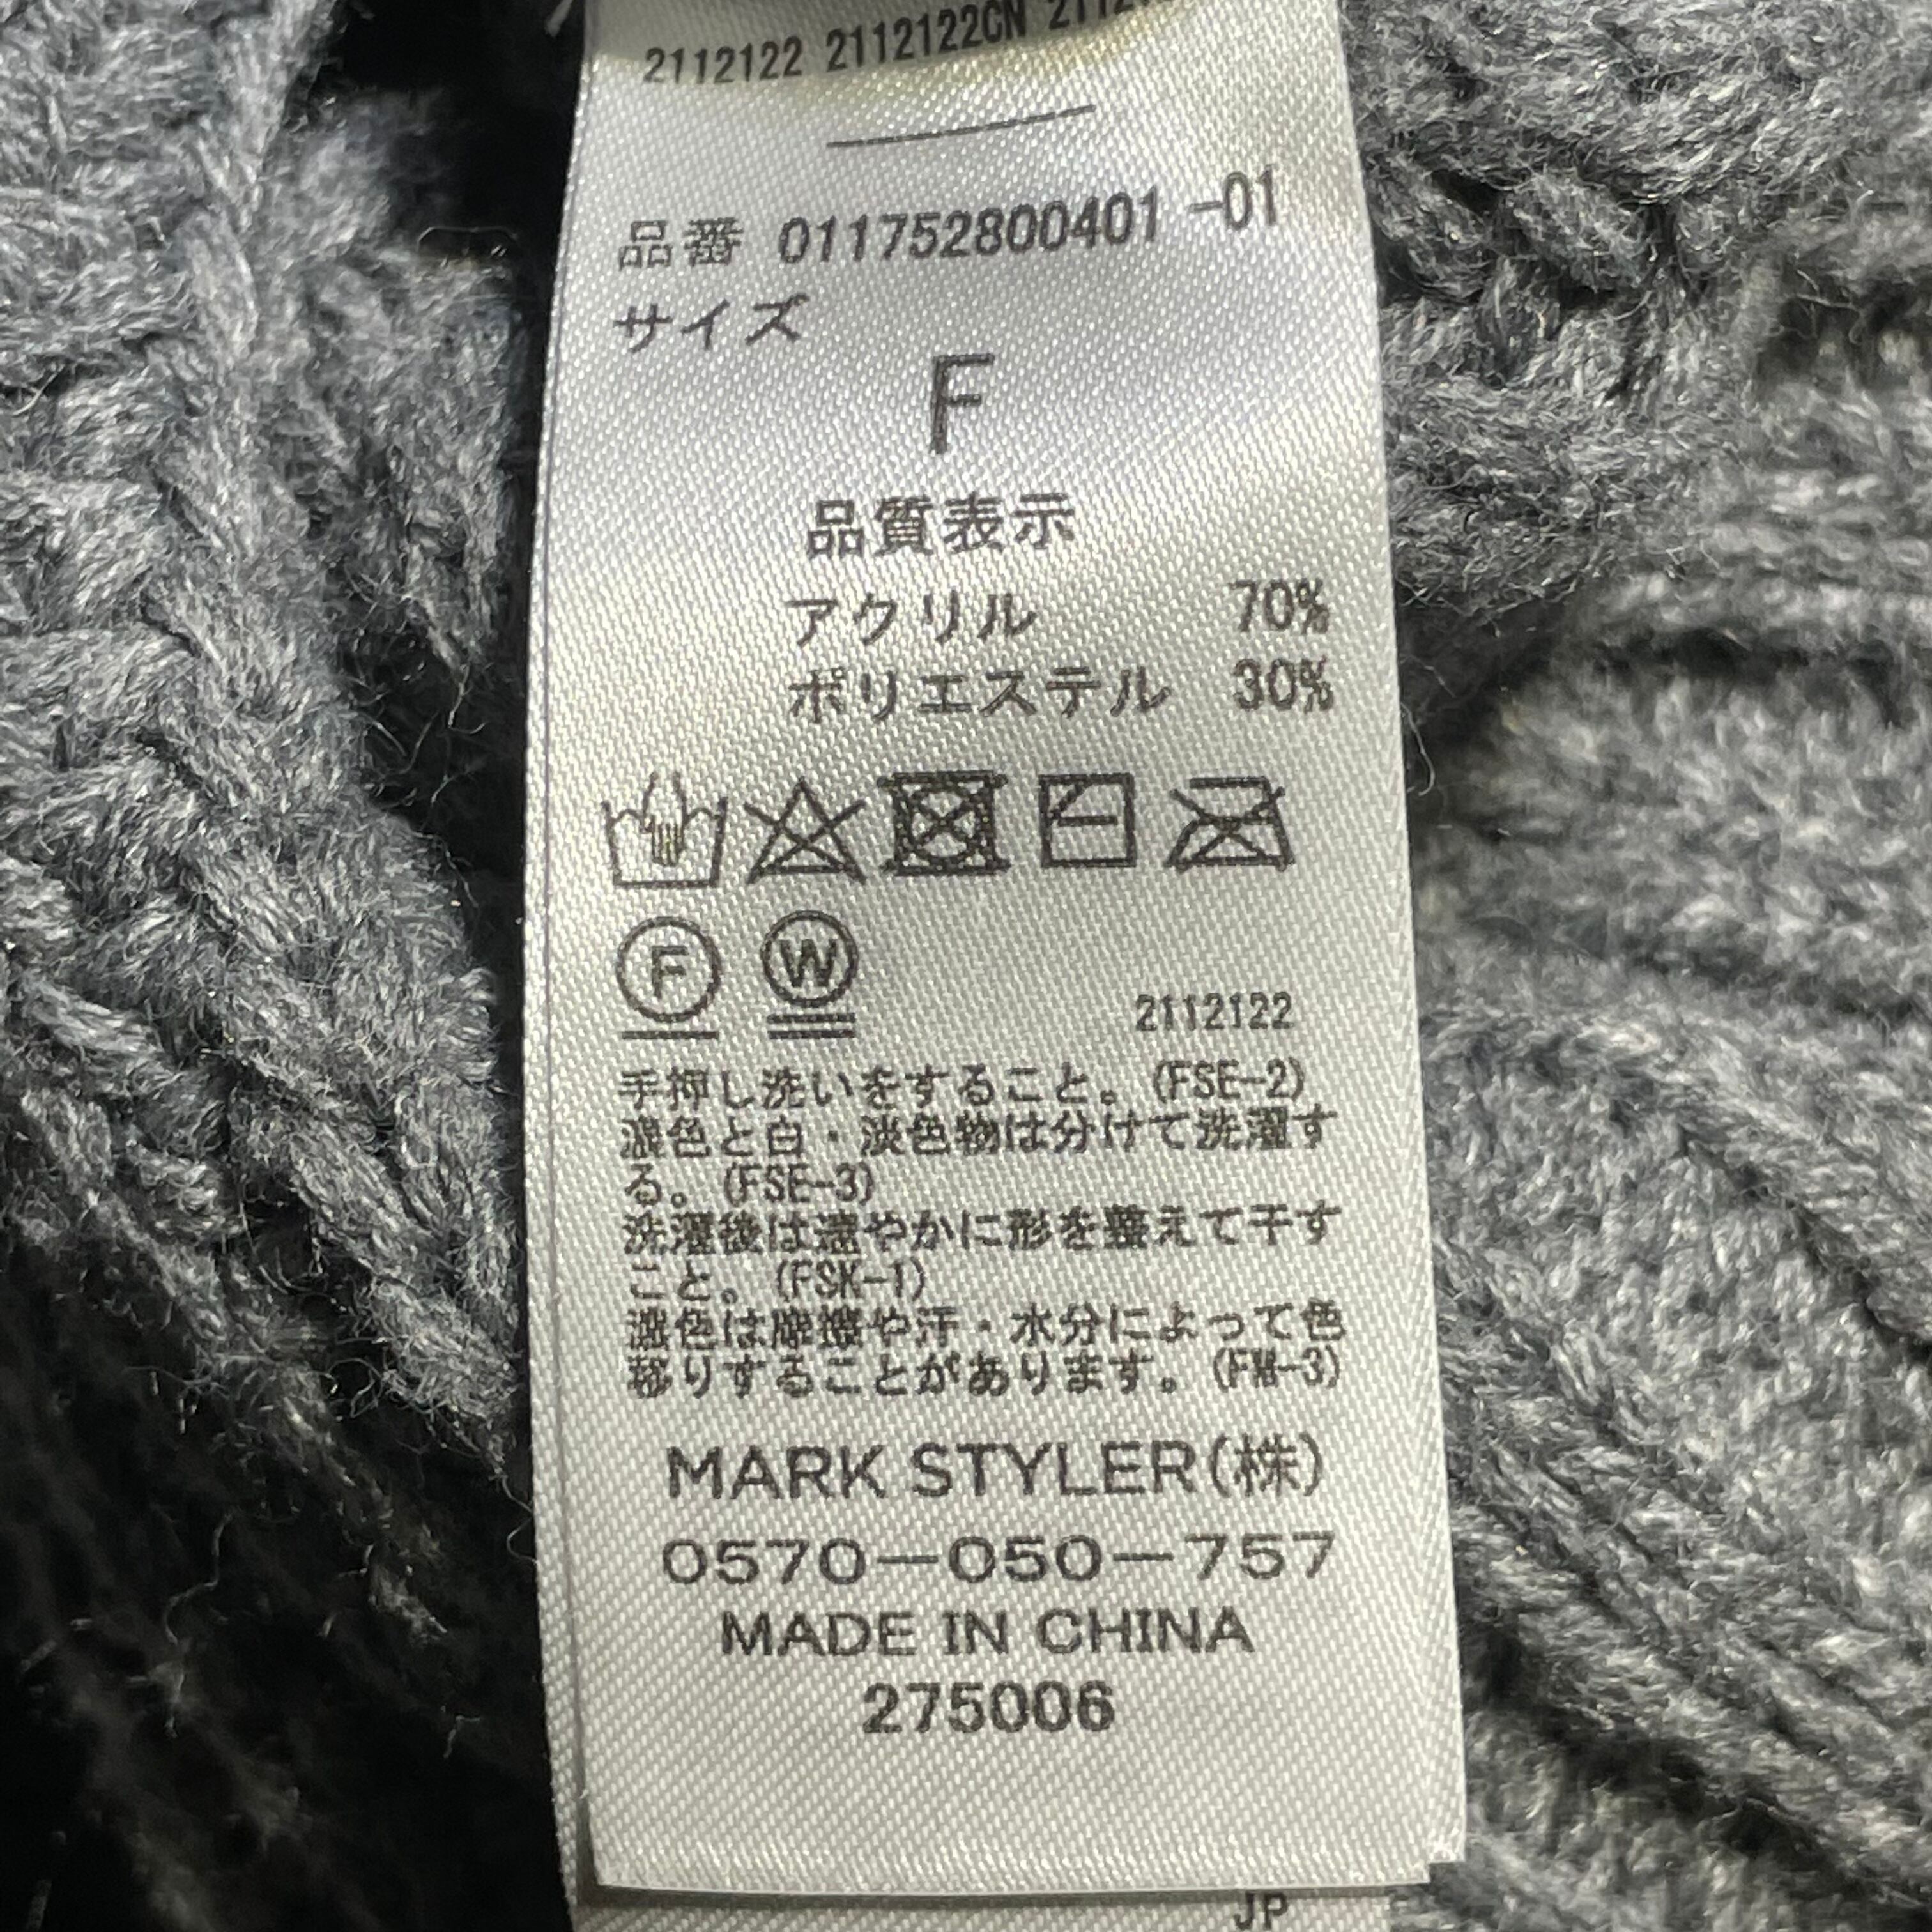 2112122 2112122CN
品番 011752800401 -01
サイズ
F
品質表示
アクリル 70%
ポリエステル 30%
F W
2112122
手押し洗いをすること。(FSE-2)
濃色と白・淡色物は分けて洗濯す
る。(FSE-3)
洗濯後は速やかに形を整えて干す
こと。(FSK-1)
濃色は摩擦や汗・水分によって色
移りすることがあります。(FM-3)
MARK STYLER(株)
0570-050-757
MADE IN CHINA
275006
JP